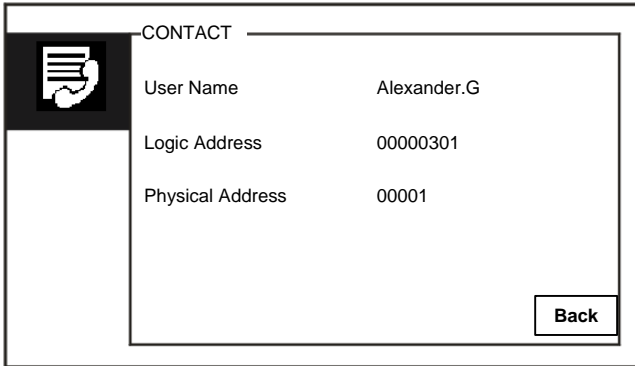 CONTACT
User Name Alexander.G
Logic Address 00000301
Physical Address 00001
Back